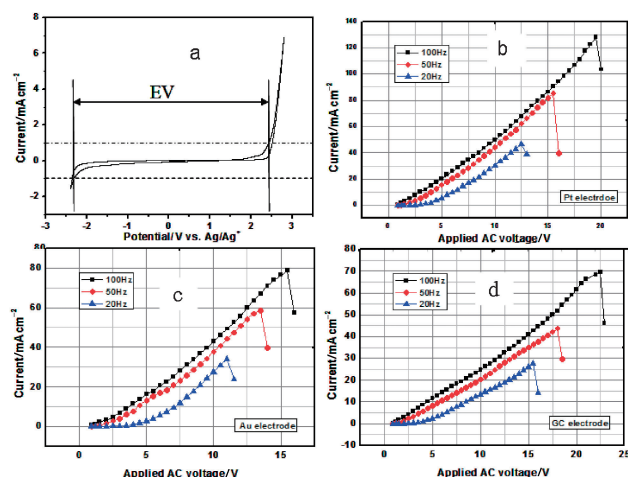 a
EV
8
6
4
2
0
-2
-3 -2 -1 0 1 2 3
Current/mA cm⁻²
Potential/V vs. Ag/Ag⁺
b
100Hz
50Hz
20Hz
140
120
100
80
60
40
20
0
0 5 10 15 20
Current/mA cm⁻²
Pt electrdoe
Applied AC voltage/V
c
100Hz
50Hz
20Hz
80
60
40
20
0
0 5 10 15
Current/mA cm⁻²
Au electrode
Applied AC voltage/V
d
100Hz
50Hz
20Hz
80
70
60
50
40
30
20
10
0
-10
0 5 10 15 20 25
Current/mA cm⁻²
GC electrode
Applied AC voltage/V